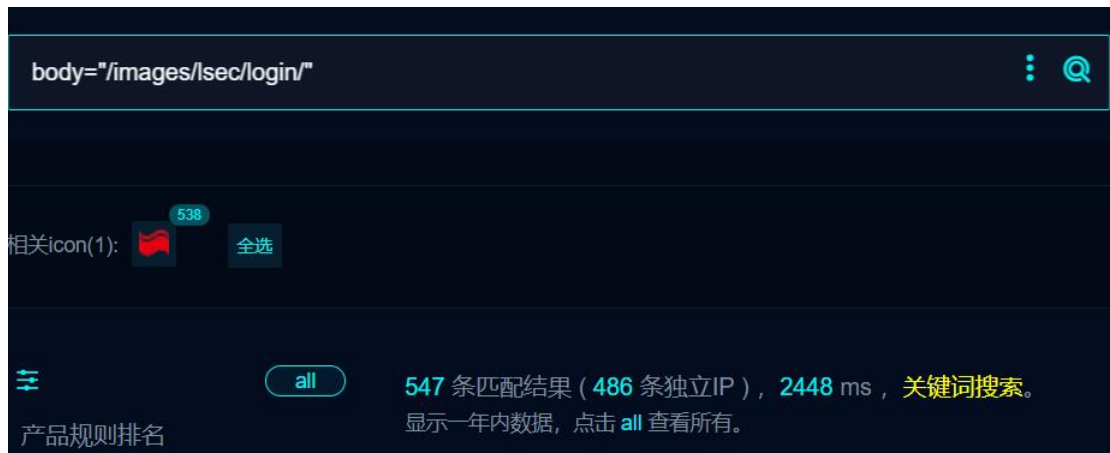 body="/images/lsec/login/"
538
相关icon(1):
全选
all
547 条匹配结果 ( 486 条独立IP ) ，2448 ms ，关键词搜索。
显示一年内数据，点击 all 查看所有。
产品规则排名